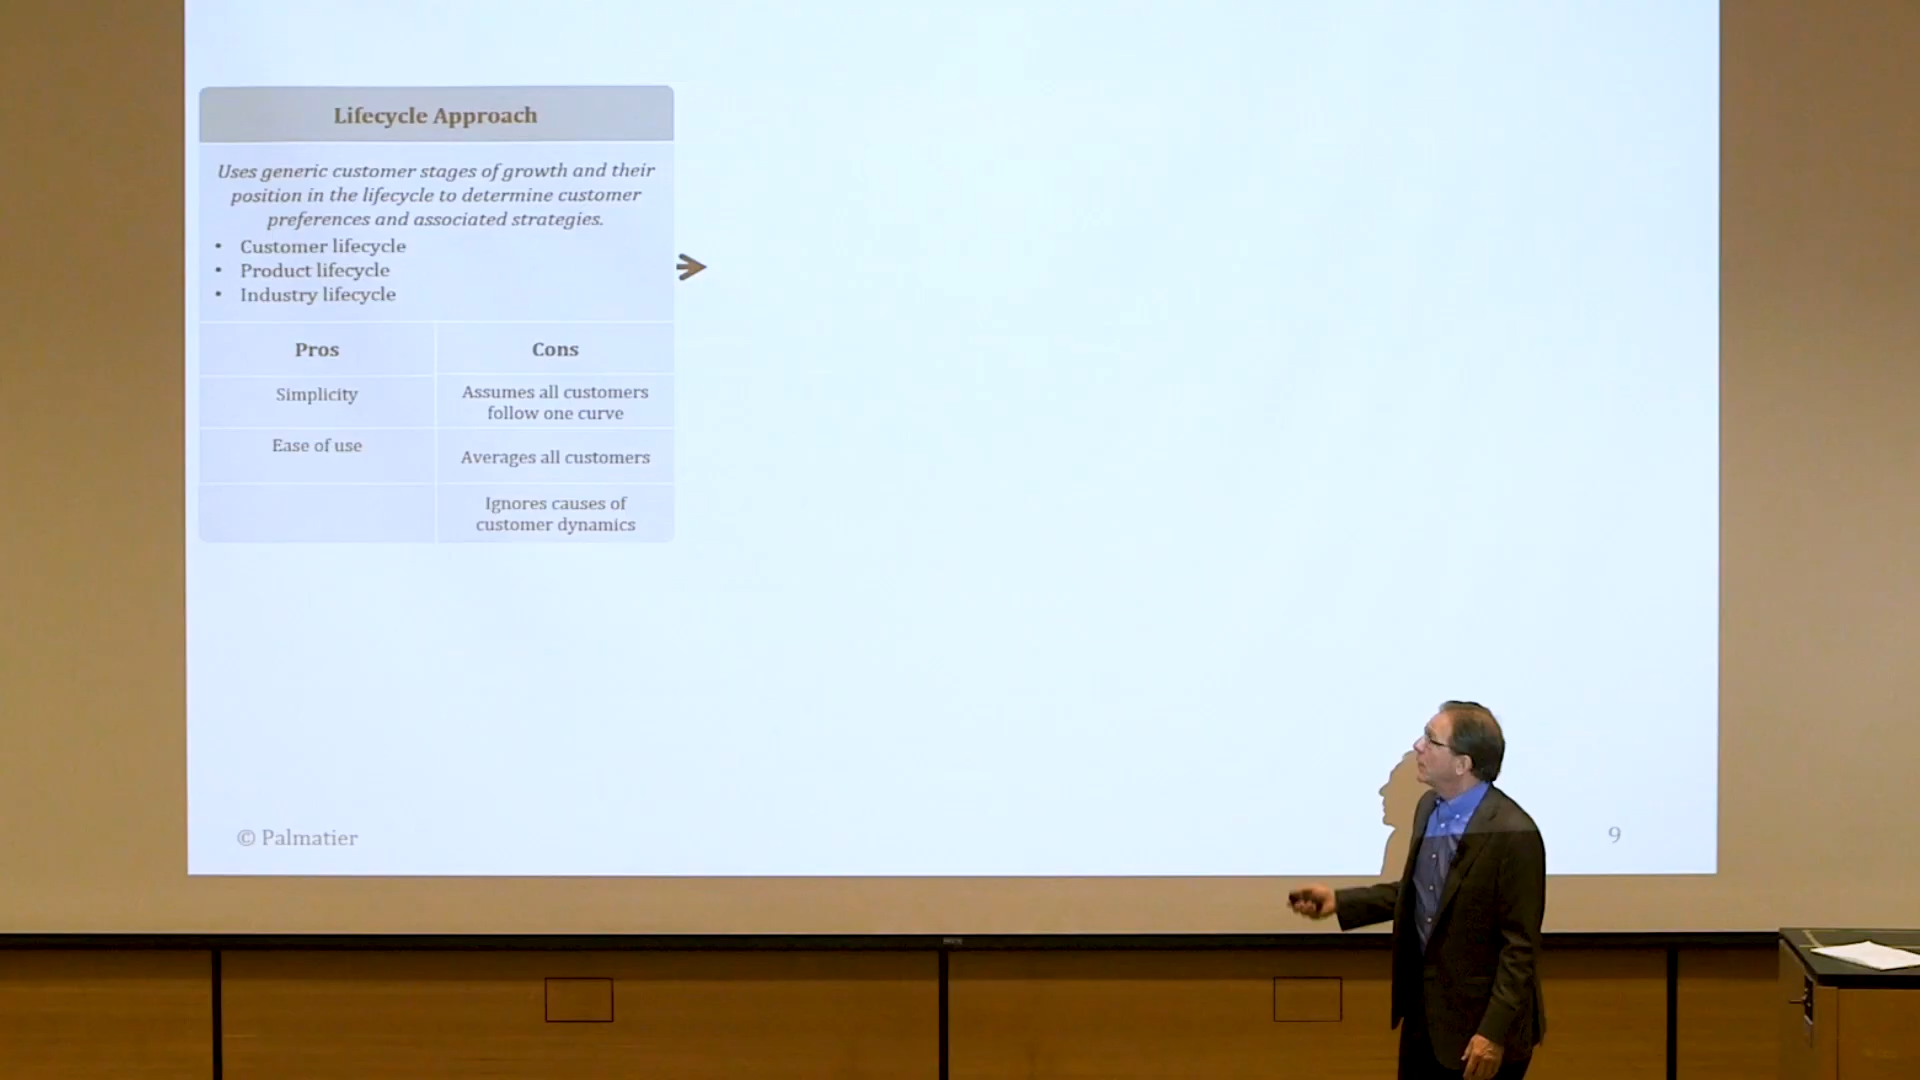 Lifecycle Approach
Uses generic customer stages of growth and their
position in the lifecycle to determine customer
preferences and associated strategies.
• Customer lifecycle
• Product lifecycle
• Industry lifecycle
Pros
Cons
Simplicity
Assumes all customers
follow one curve
Ease of use
Averages all customers
Ignores causes of
customer dynamics
© Palmatier
9